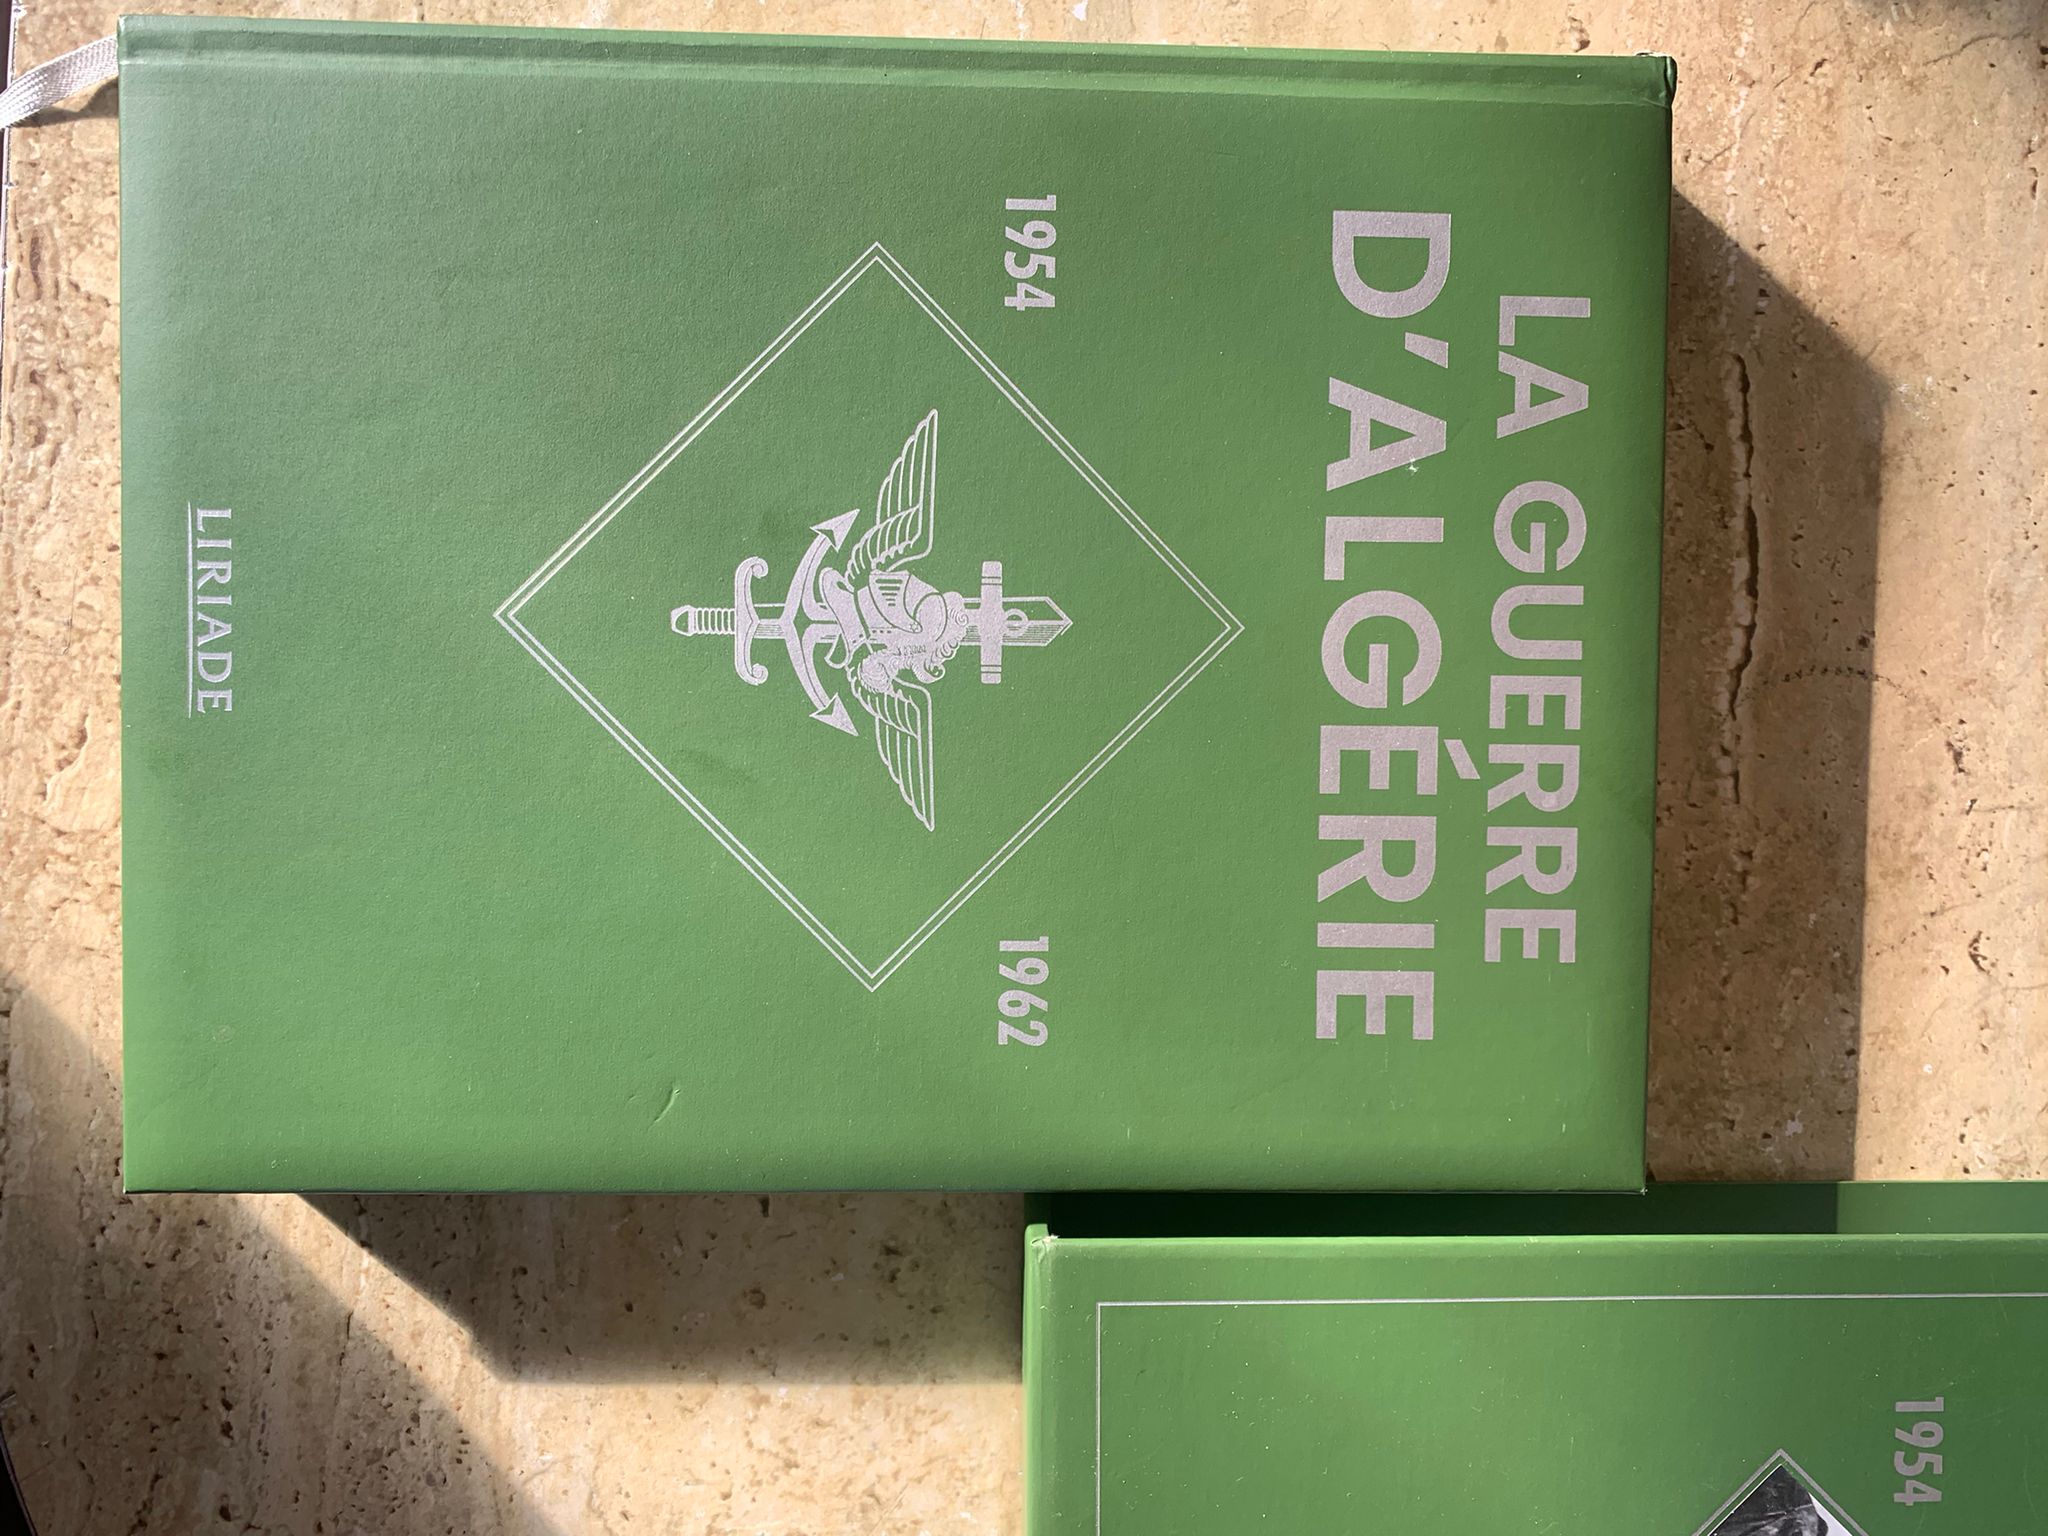 LA GUERRE
D'ALGÉRIE
1954
1962
LIRIADE
1954